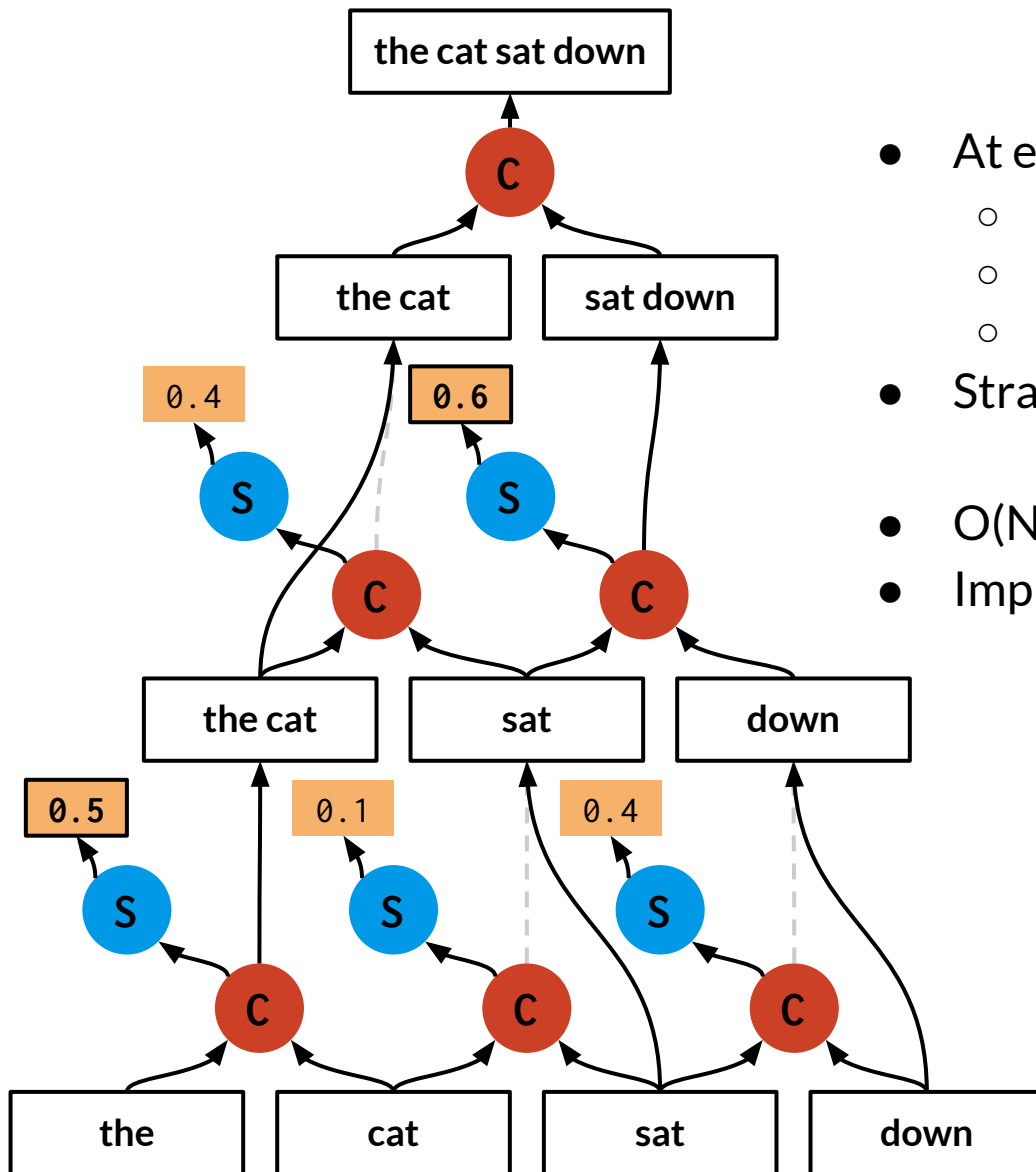 the cat sat down
C
● At e
○
○
○
the cat sat down
0.4 0.6
● Stra
S S
● O(N
● Imp
C C
the cat sat down
0.5 0.1 0.4
S S S
C C C
the cat sat down